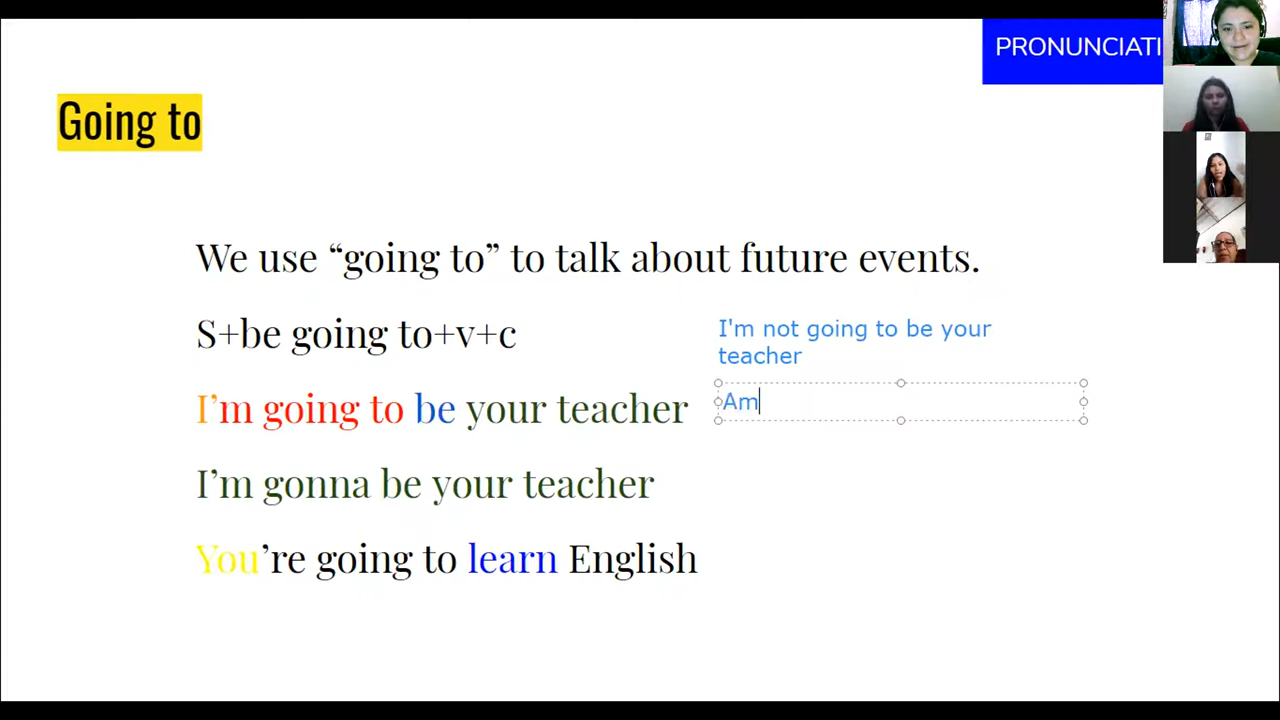 PRONUNCIATI
Going to
We use “going to” to talk about future events.
S+be going to+v+c
I'm not going to be your
teacher
I’m going to be your teacher
Am
I’m gonna be your teacher
You’re going to learn English